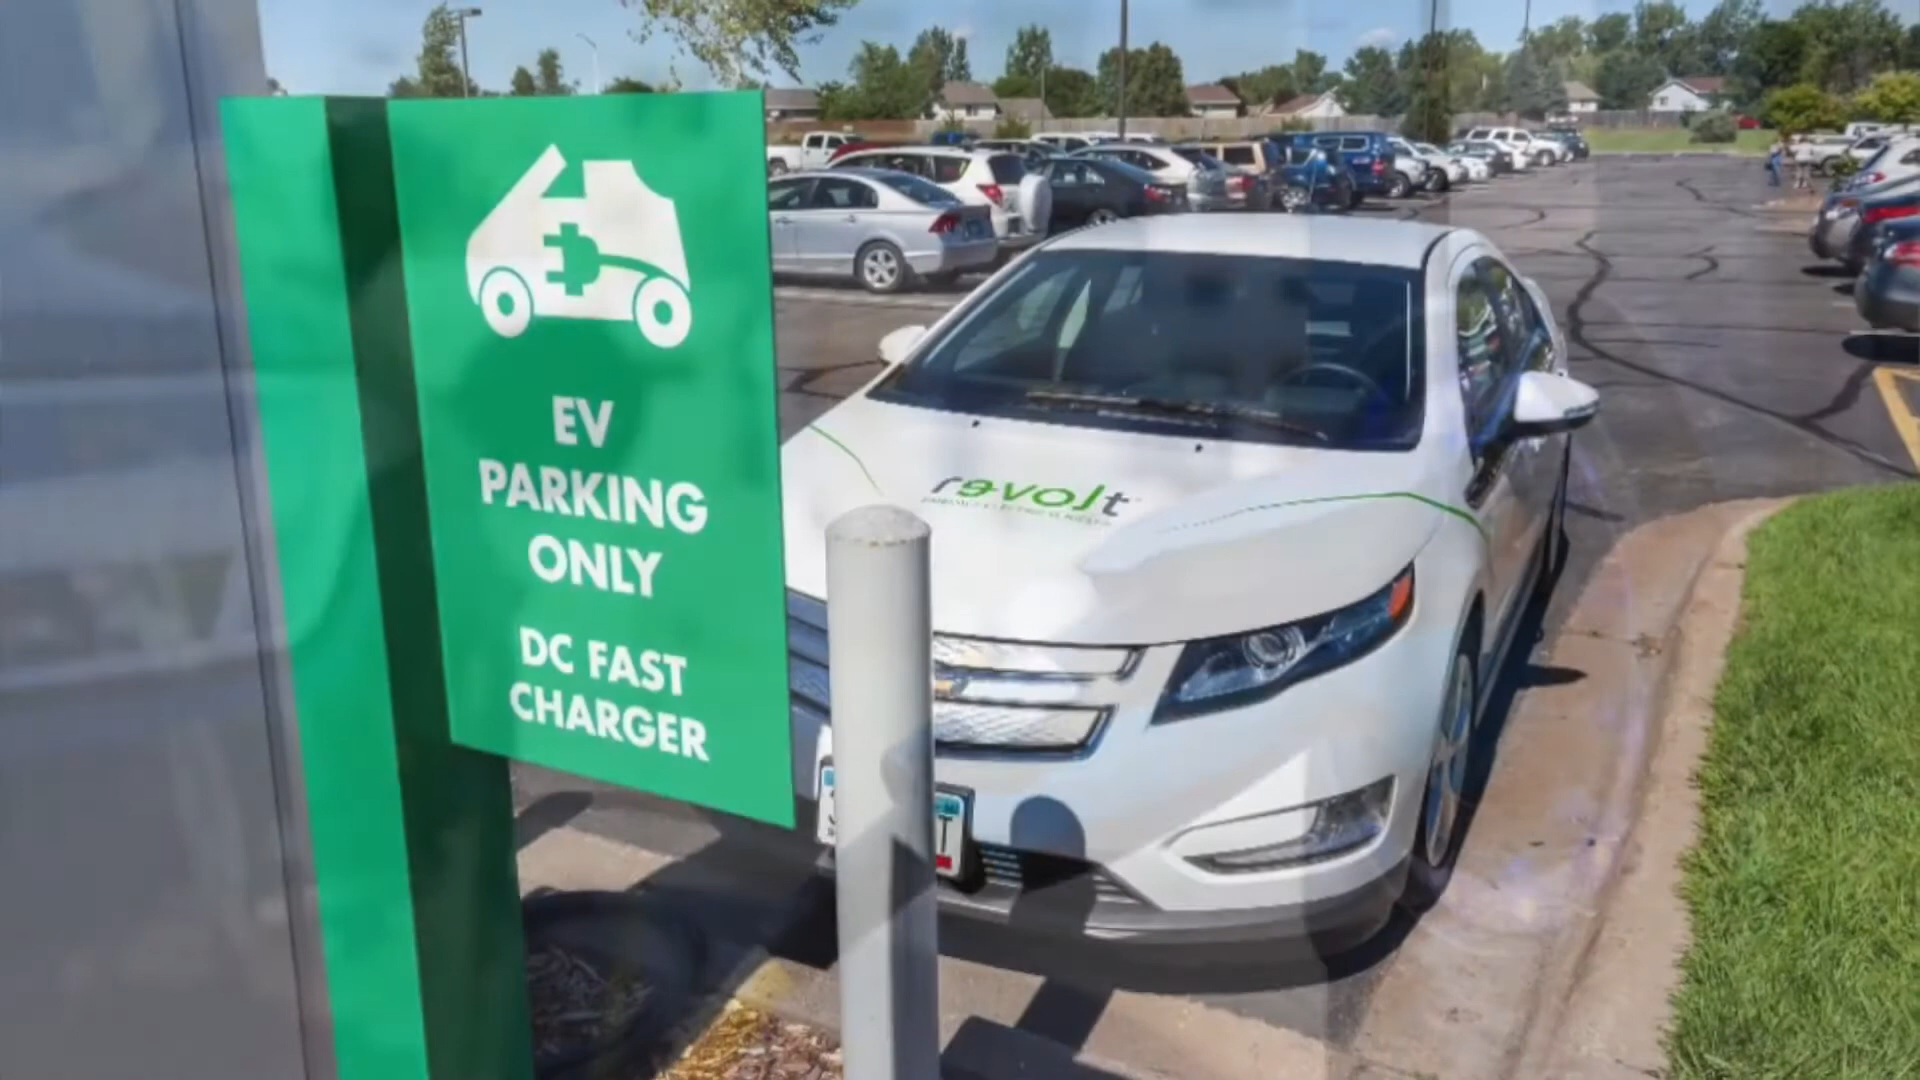 EV
PARKING
ONLY
DC FAST
CHARGER
revolt